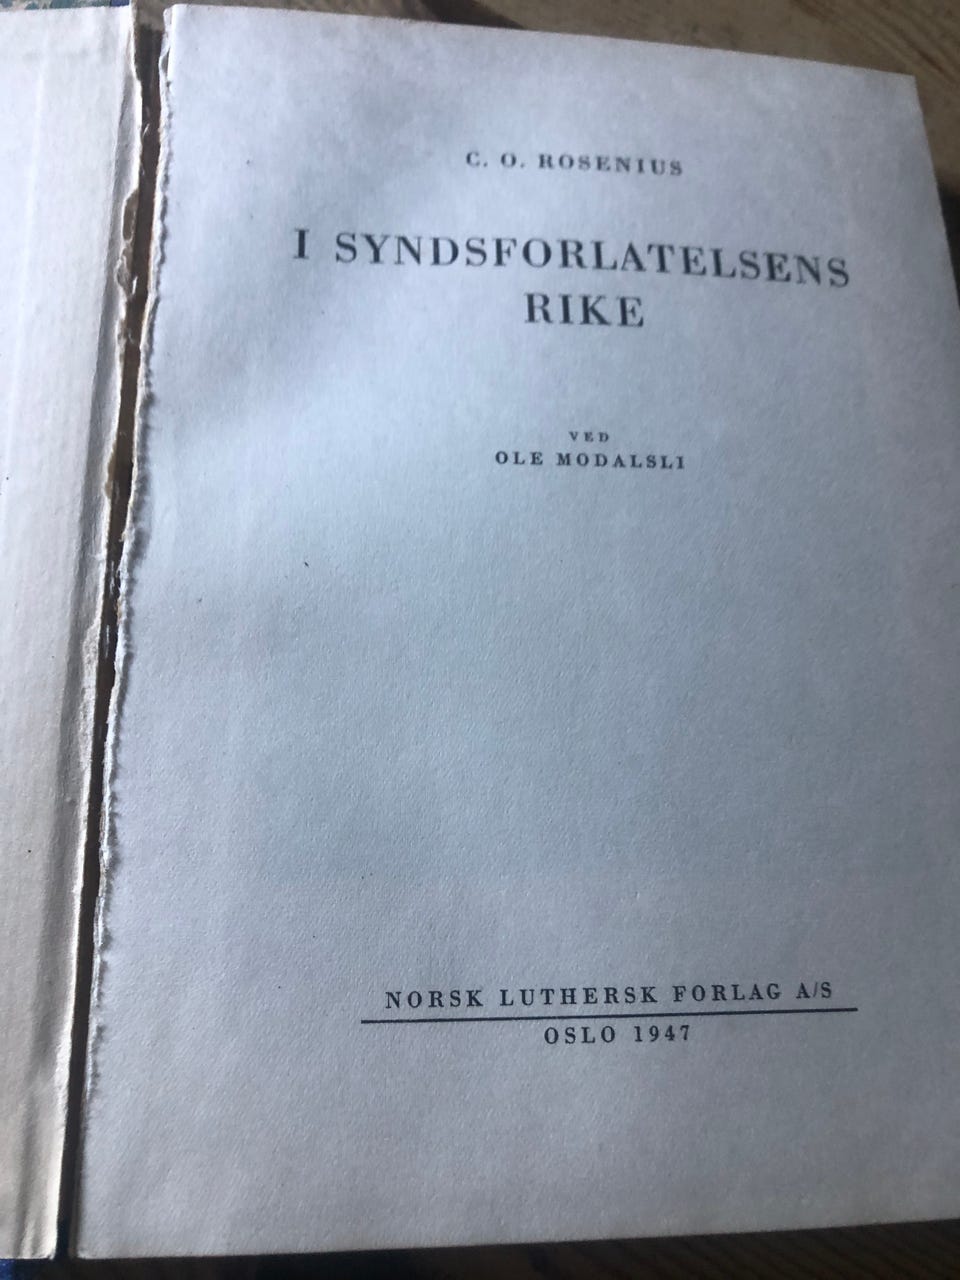 C. O. ROSENIUS
I SYNDSFORLATELSENS
RIKE
VED
OLE MODALSLI
NORSK LUTHERSK FORLAG A/S
OSLO 1947